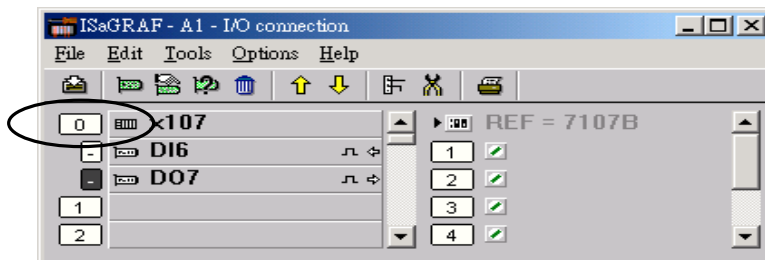 ISaGRAF - A1 - I/O connection
File Edit Tools Options Help
0 x107
- DI6
- DO7
1
2
REF = 7107B
1
2
3
4